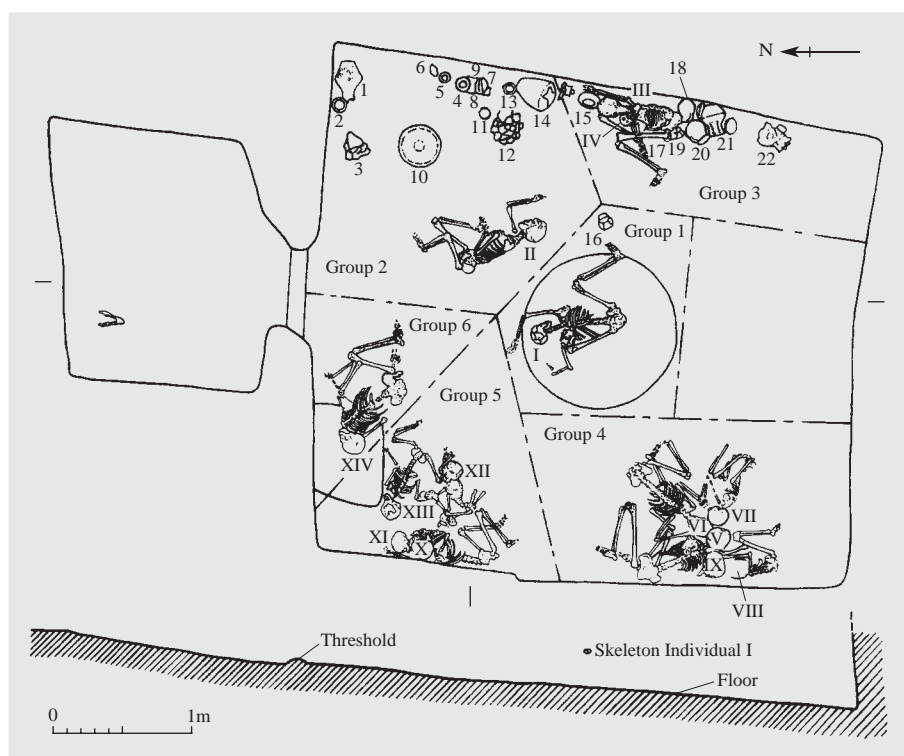 N
18
6
9
7
III
1
5
4
8
13
14
15
2
11
IV
17
19
20
21
22
12
3
10
Group 3
16
Group 1
II
Group 2
Group 6
I
Group 5
Group 4
XIV
XII
XIII
VII
VI
V
XI
X
IX
VIII
Threshold
Skeleton Individual I
Floor
0
1m